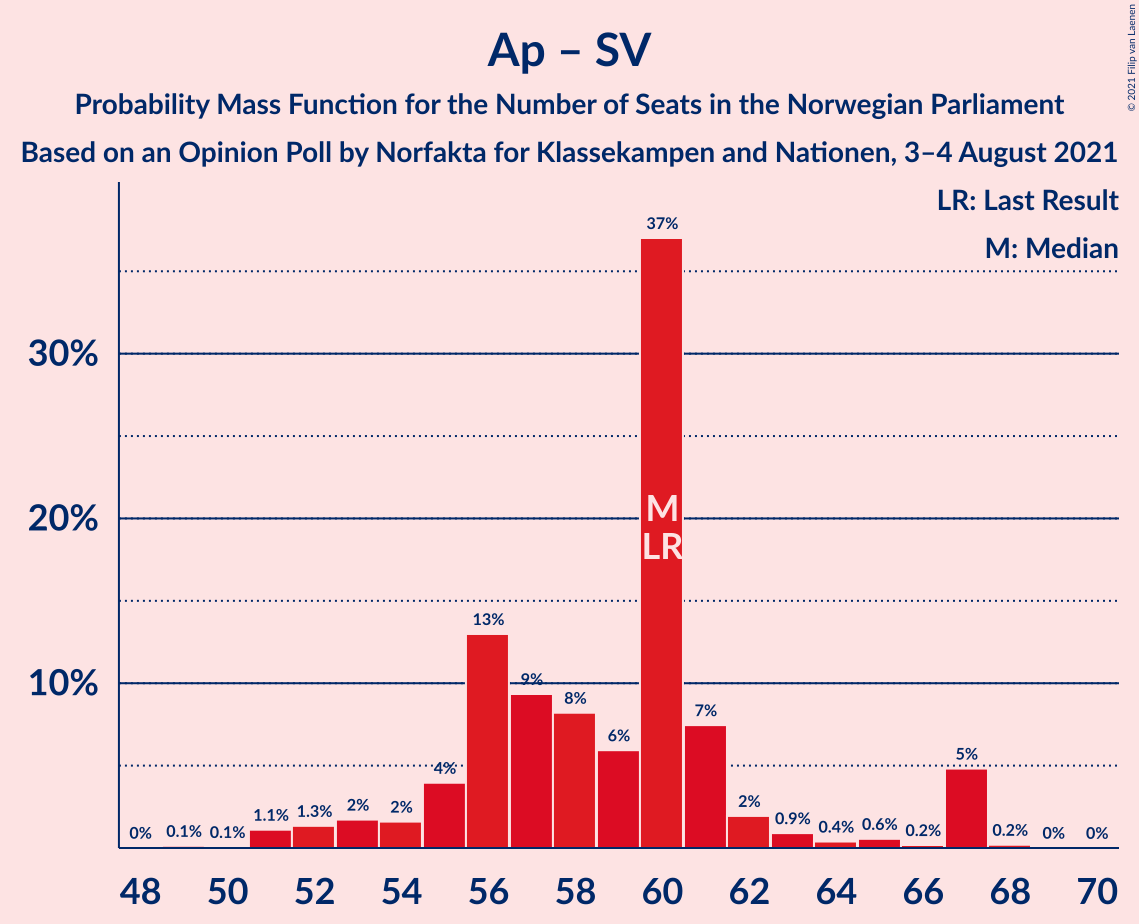 Ap – SV
Probability Mass Function for the Number of Seats in the Norwegian Parliament
Based on an Opinion Poll by Norfakta for Klassekampen and Nationen, 3–4 August 2021
© 2021 Filip van Laenen
LR: Last Result
M: Median
30%
20%
10%
0%
0.1%
0.1%
1.1%
1.3%
2%
2%
4%
13%
9%
8%
6%
37%
M
LR
7%
2%
0.9%
0.4%
0.6%
0.2%
5%
0.2%
0%
0%
48 50 52 54 56 58 60 62 64 66 68 70